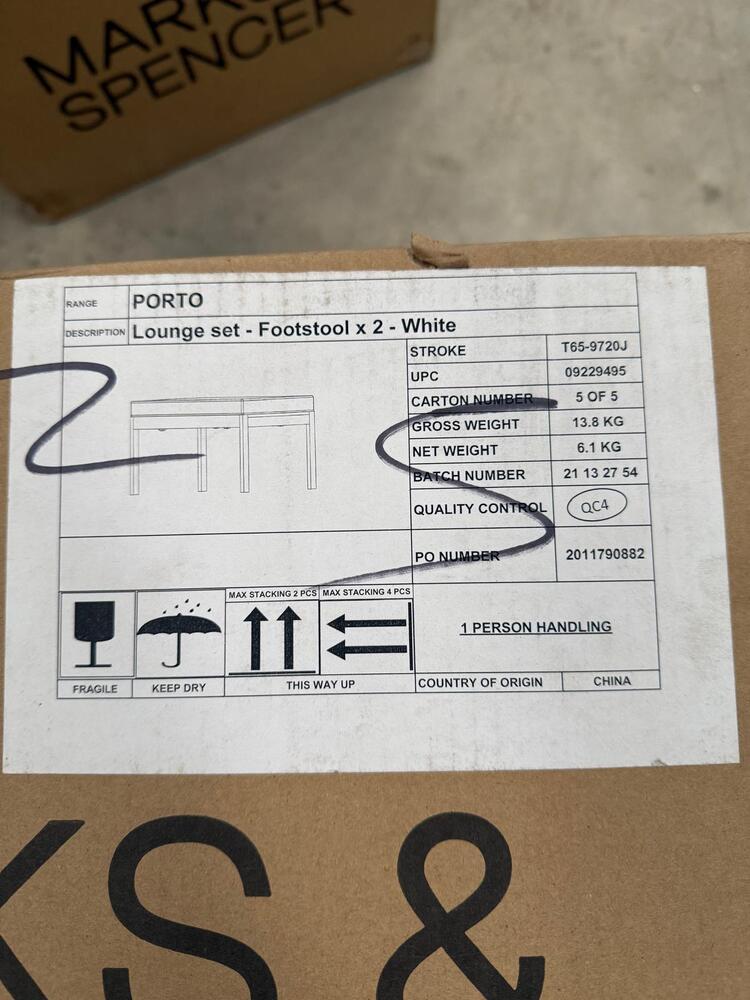 MARKS
SPENCER
RANGE PORTO
DESCRIPTION Lounge set - Footstool x 2 - White
STROKE T65-9720J
UPC 09229495
CARTON NUMBER 5 OF 5
GROSS WEIGHT 13.8 KG
NET WEIGHT 6.1 KG
BATCH NUMBER 21 13 27 54
QUALITY CONTROL QC4
PO NUMBER 2011790882
MAX STACKING 2 PCS MAX STACKING 4 PCS
1 PERSON HANDLING
FRAGILE KEEP DRY THIS WAY UP COUNTRY OF ORIGIN CHINA
KS &